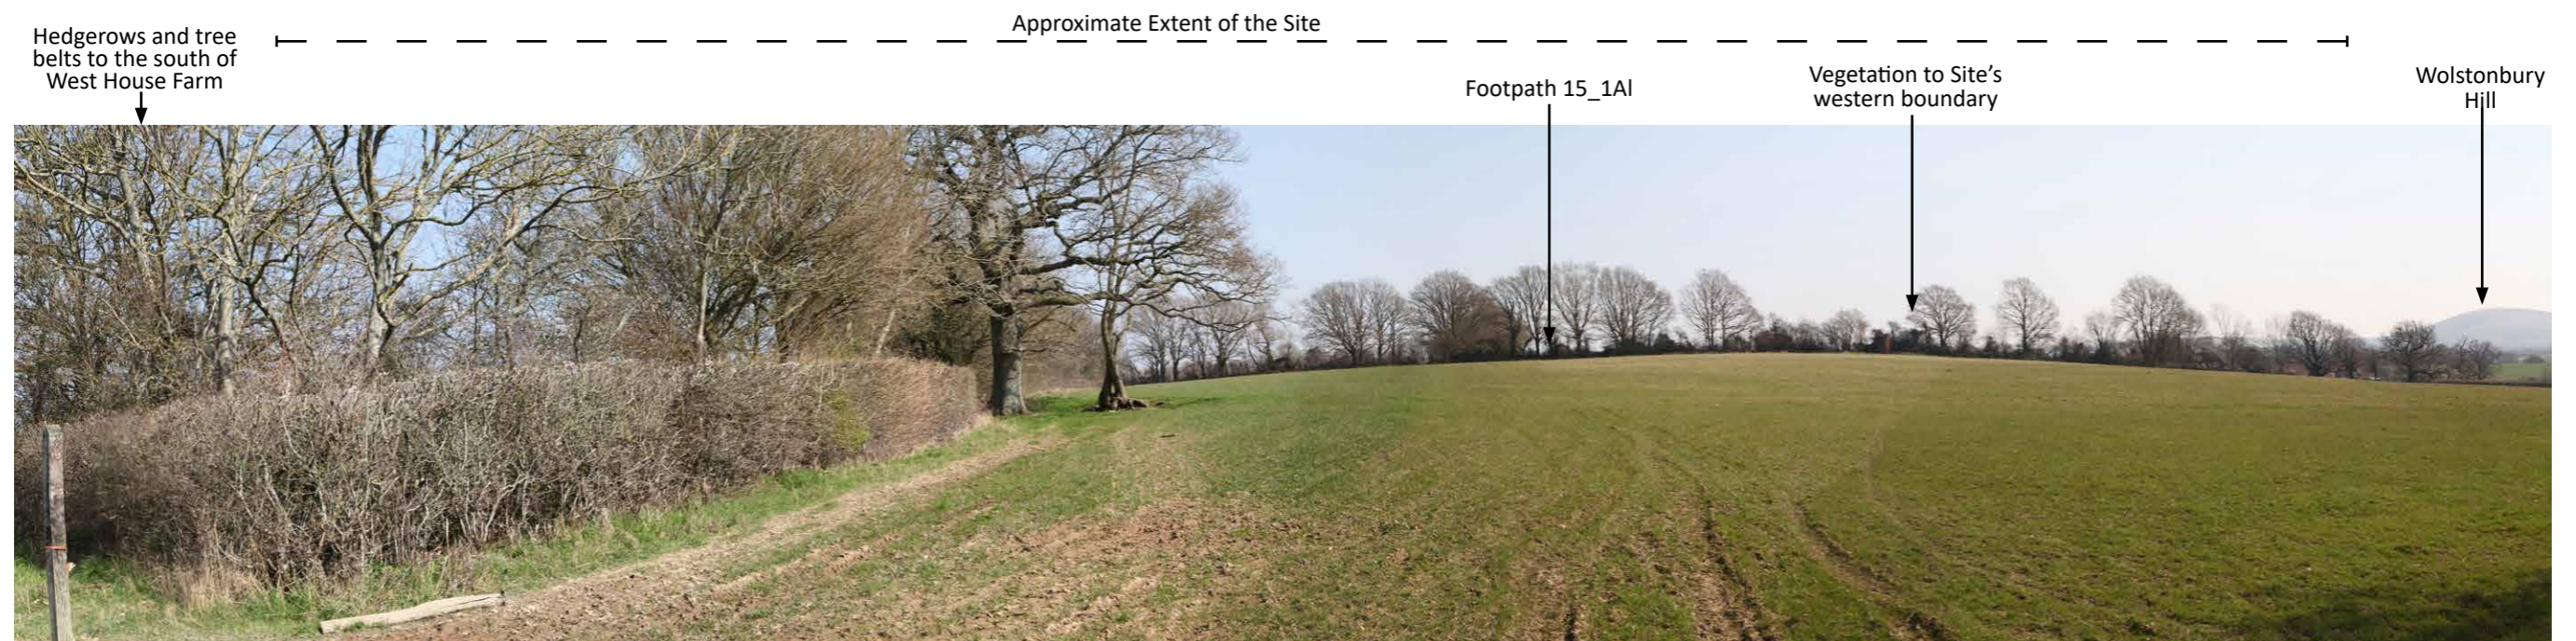 Approximate Extent of the Site
Hedgerows and tree
belts to the south of
West House Farm
Footpath 15_1Al
Vegetation to Site's
western boundary
Wolstonbury
Hill